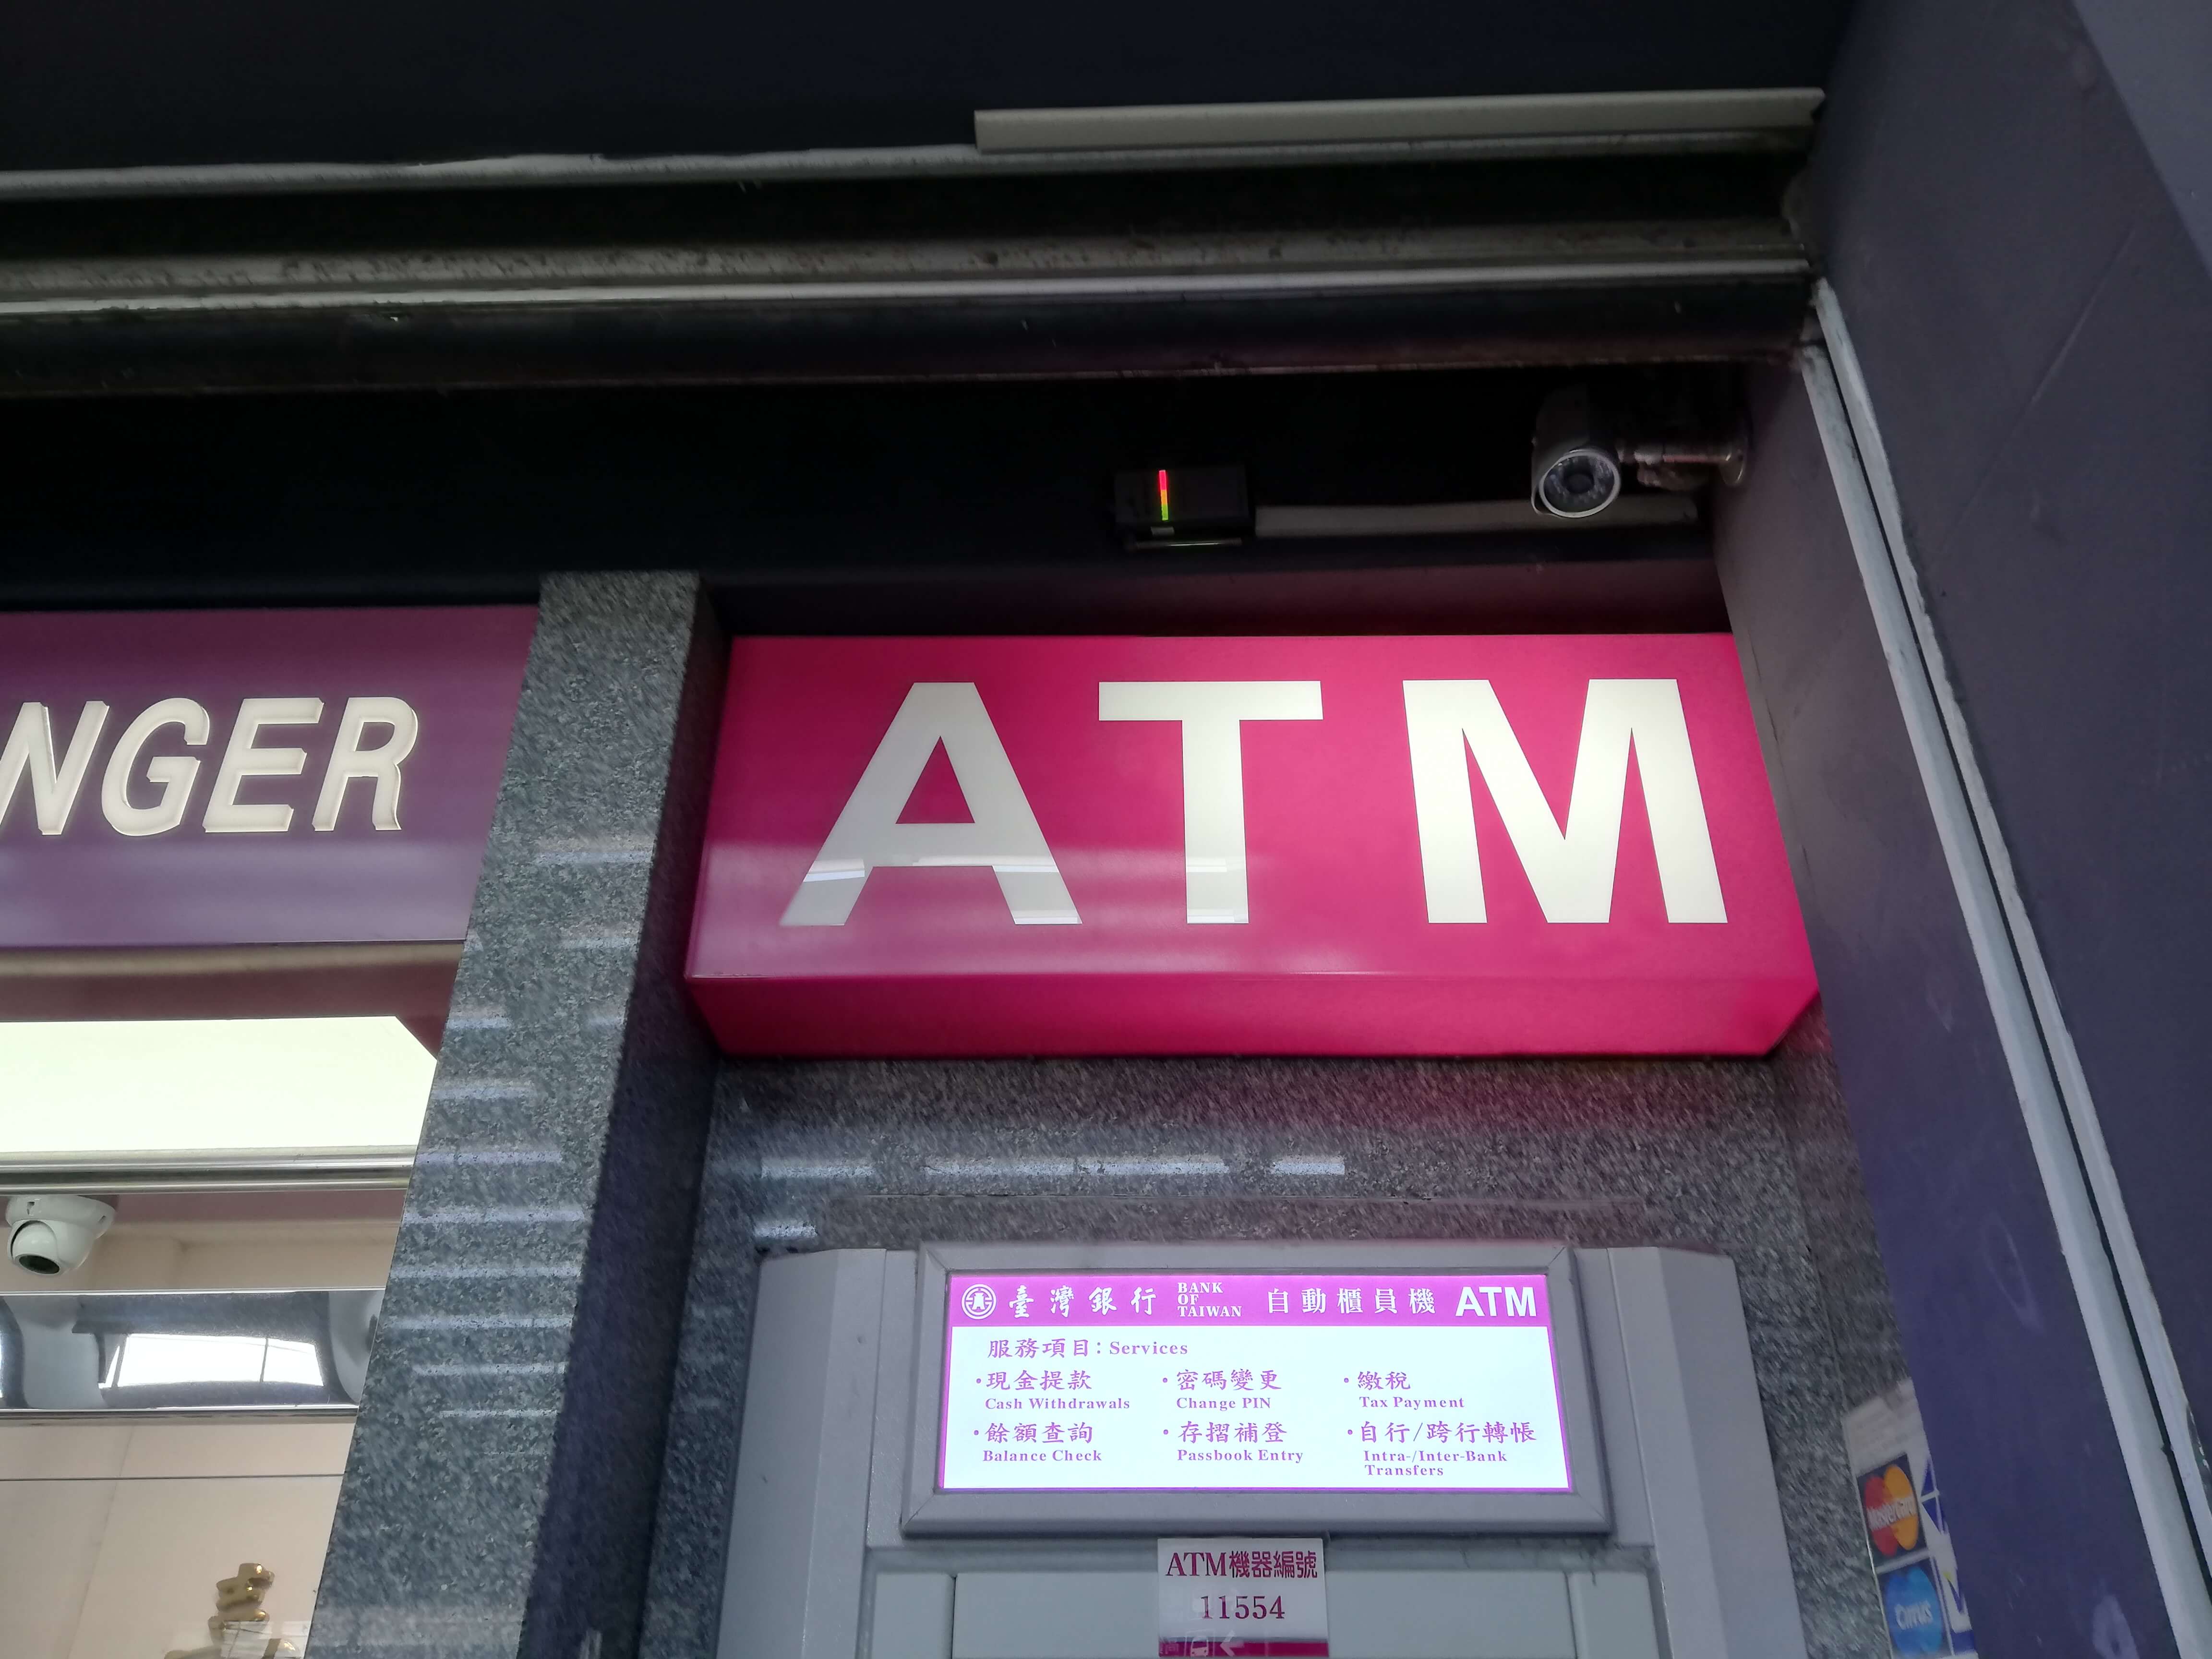 NGER
ATM
臺灣銀行 BANK OF TAIWAN 自動櫃員機 ATM
服務項目：Services
·現金提款 ·密碼變更 ·繳稅
Cash Withdrawals Change PIN Tax Payment
·餘額查詢 ·存摺補登 ·自行/跨行轉帳
Balance Check Passbook Entry Intra-/Inter-Bank Transfers
ATM機器編號
11554
MasterCard
Cirrus